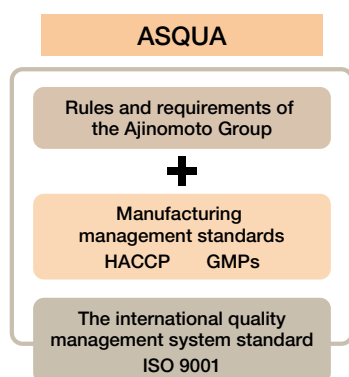 ASQUA
Rules and requirements of
the Ajinomoto Group
+
Manufacturing
management standards
HACCP GMPs
The international quality
management system standard
ISO 9001